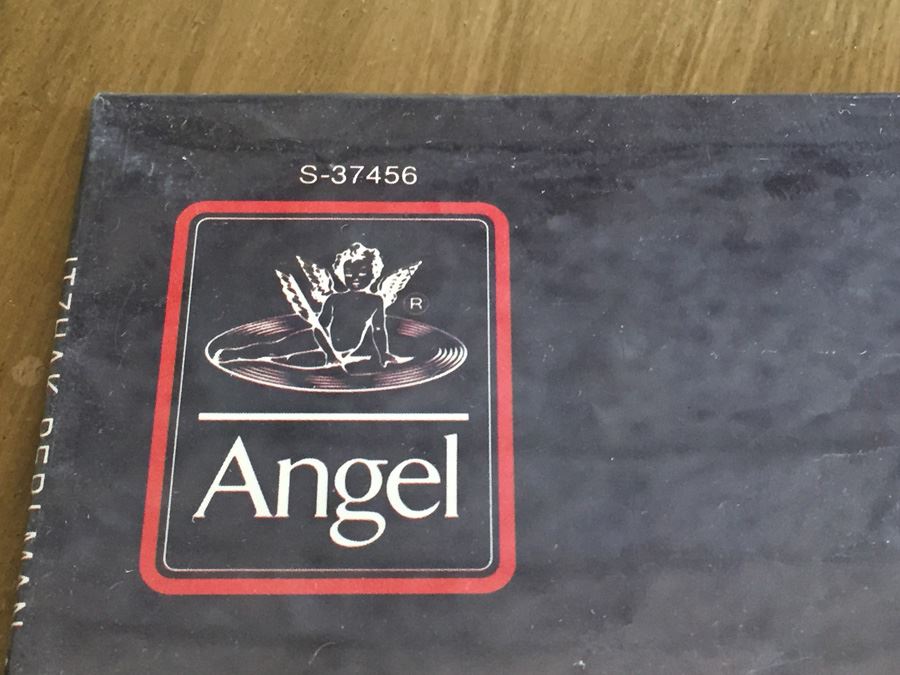 S-37456
®
Angel
ITZHAK PERLMAN